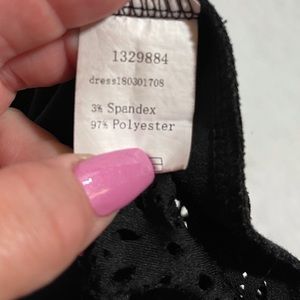 1329884
dress180301708
3% Spandex
97% Polyester